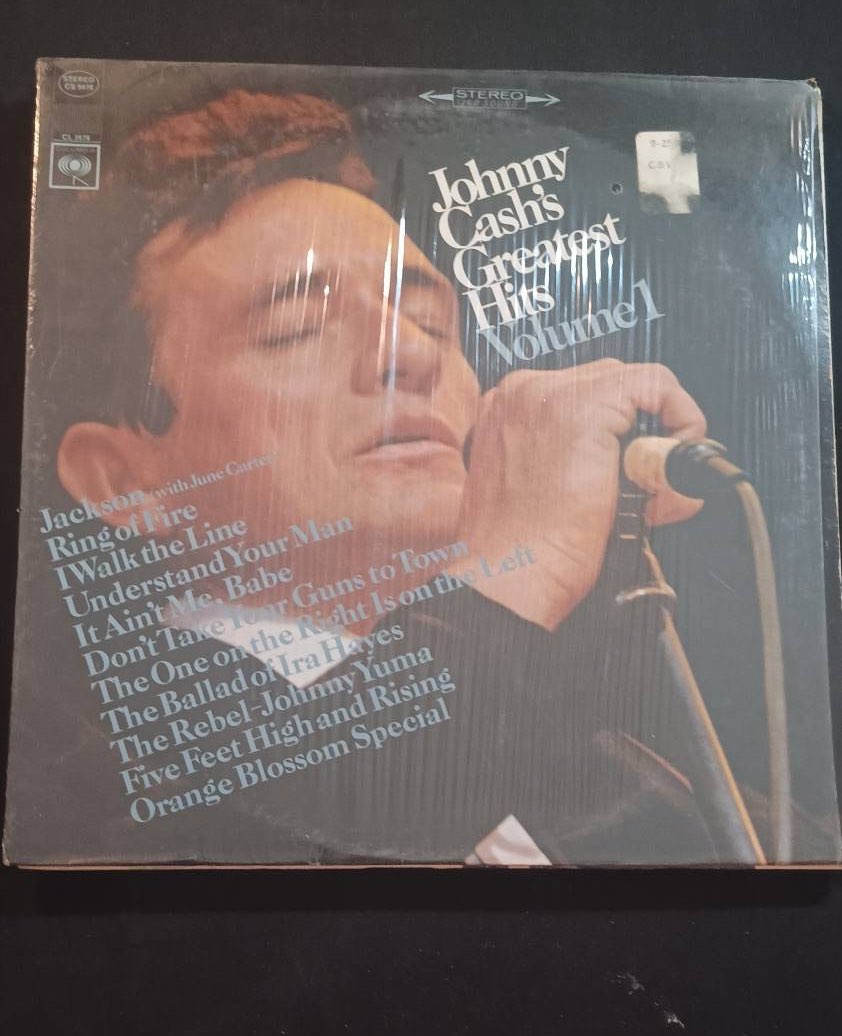 STEREO
CS 9478
CL 2678
STEREO
360 SOUND
Johnny
Cash's
Greatest
Hits
Volume 1
Jackson (with June Carter)
Ring of Fire
I Walk the Line
Understand Your Man
It Ain't Me, Babe
Don't Take Your Guns to Town
The One on the Right Is on the Left
The Ballad of Ira Hayes
The Rebel-Johnny Yuma
Five Feet High and Rising
Orange Blossom Special